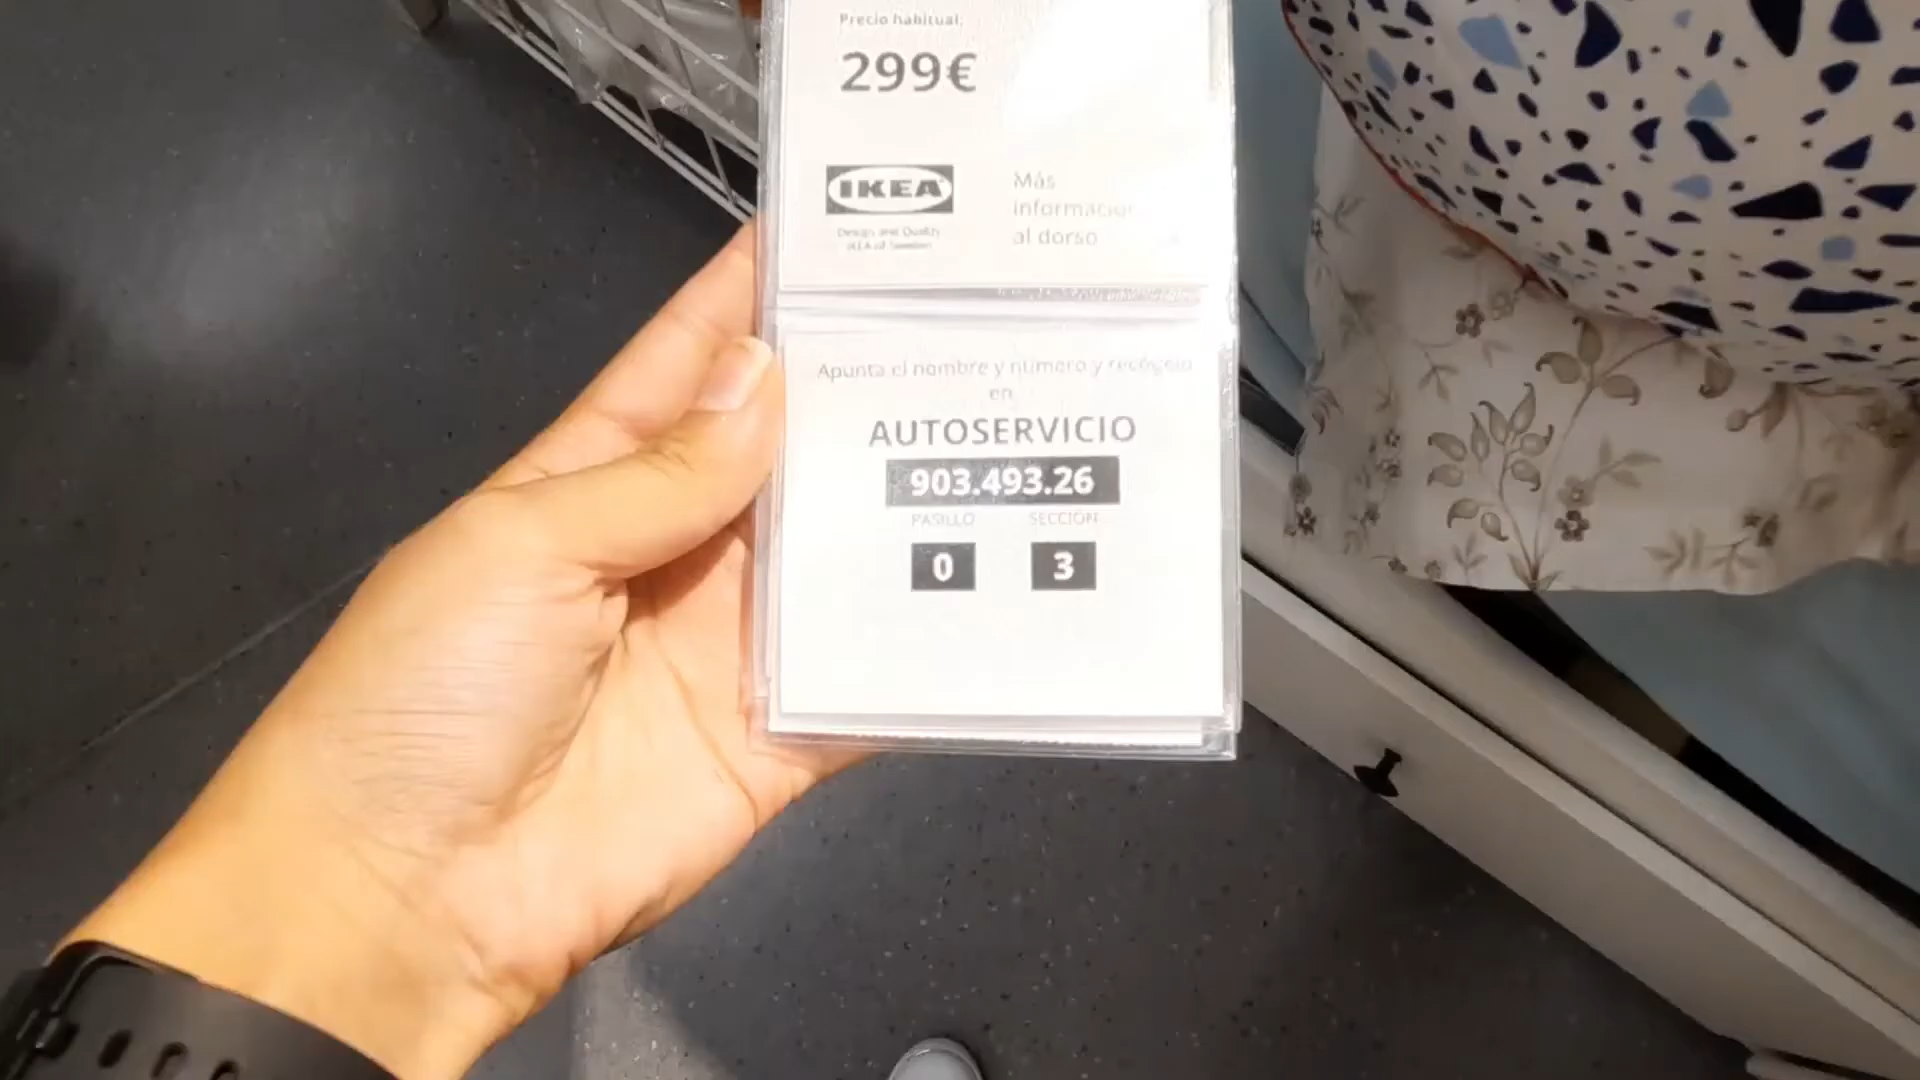 Precio habitual:
299€
IKEA
Design and Quality
IKEA of Sweden
Más
información
al dorso
Apunta el nombre y número y recógelo
en
AUTOSERVICIO
903.493.26
PASILLO SECCIÓN
0 3